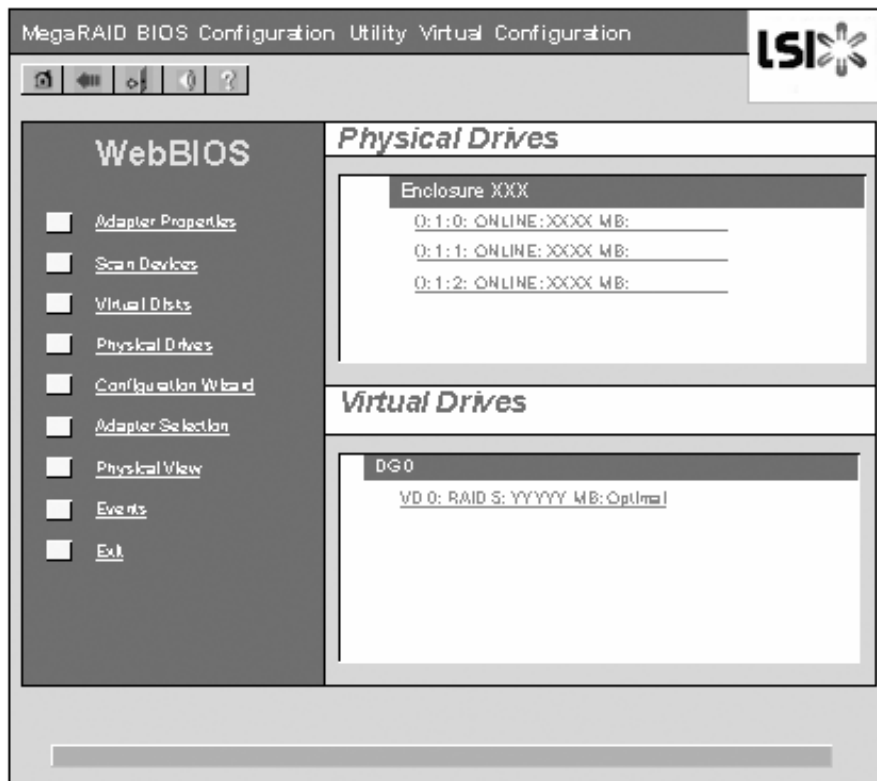 MegaRAID BIOS Configuration Utility Virtual Configuration
LSI
?
WebBIOS
Adapter Properties
Scan Devices
Virtual Disks
Physical Drives
Configuration Wizard
Adapter Selection
Physical View
Events
Exit
Physical Drives
Enclosure XXX
0:1:0: ONLINE:XXXX MB:
0:1:1: ONLINE:XXXX MB:
0:1:2: ONLINE:XXXX MB:
Virtual Drives
DG 0
VD 0: RAID 5: YYYYY MB: Optimal